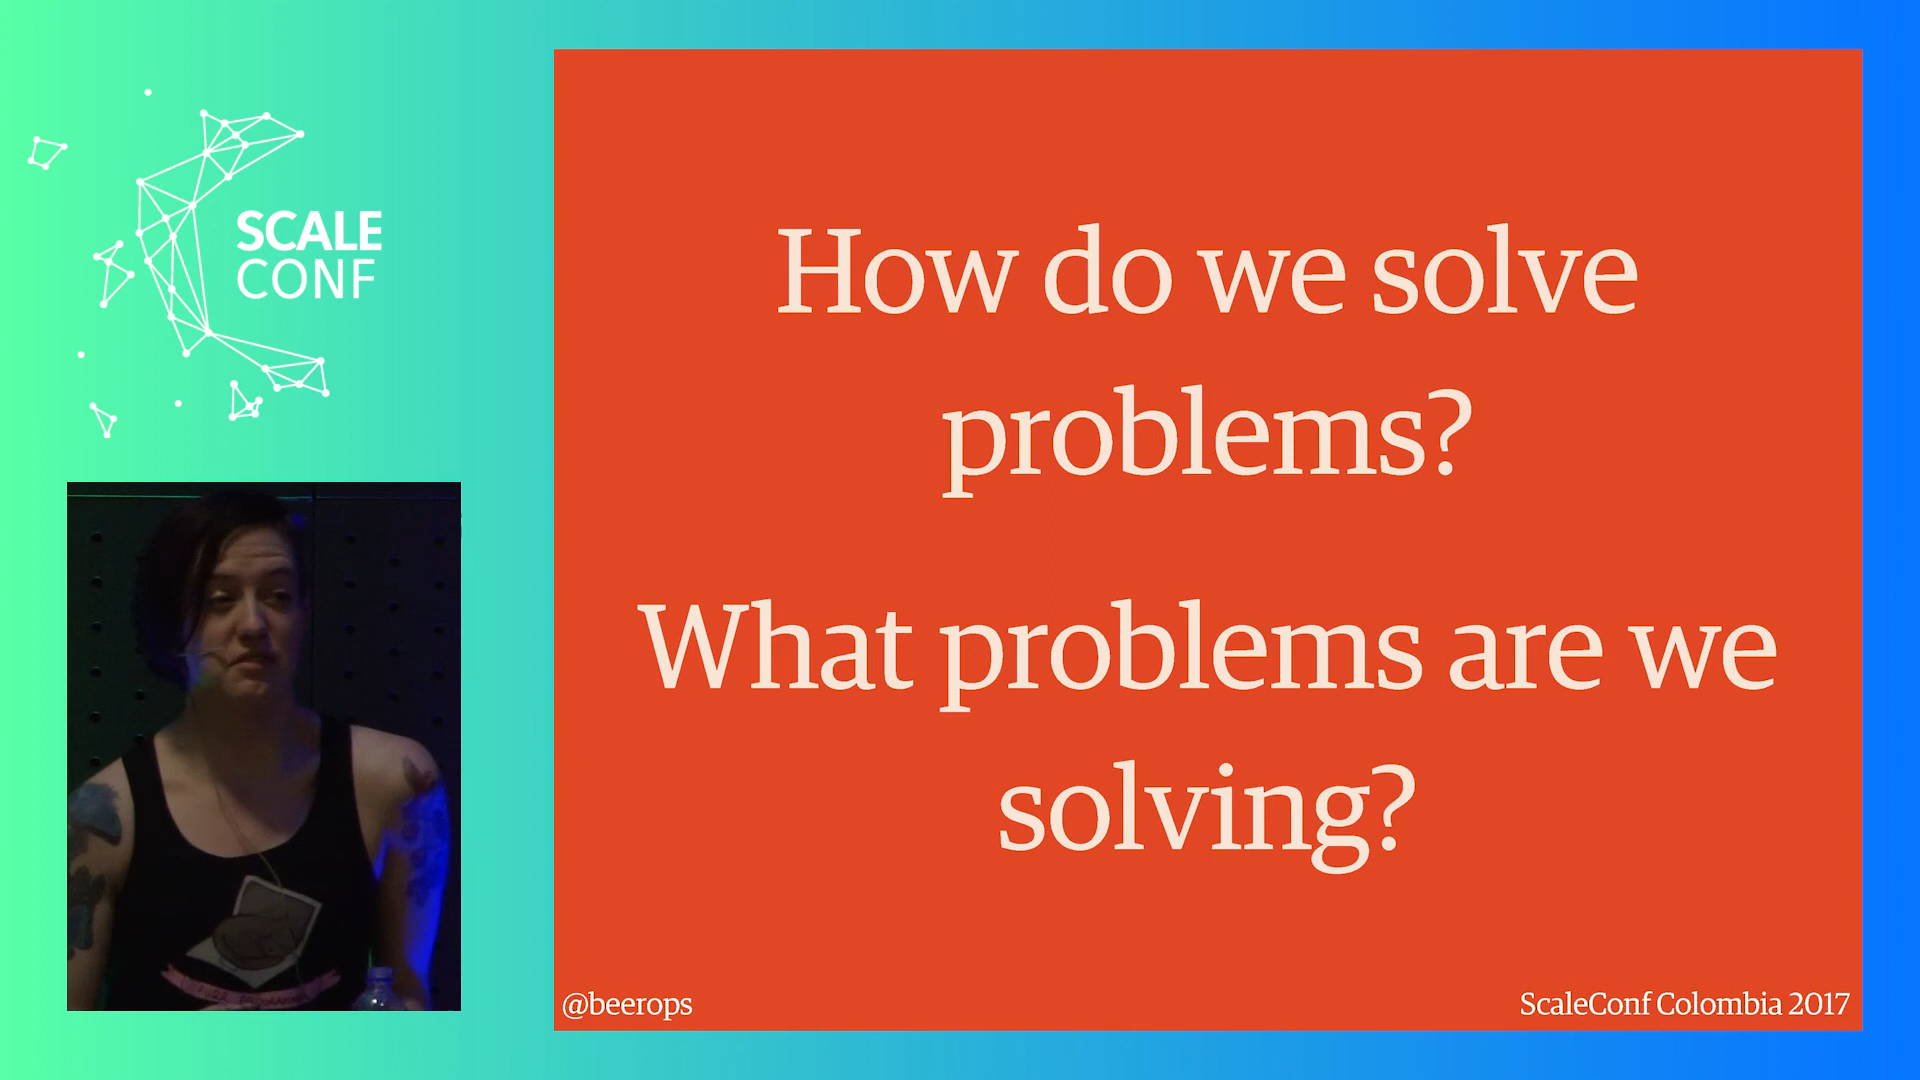 SCALE
CONF
How do we solve
problems?
What problems are we
solving?
@beerops
ScaleConf Colombia 2017